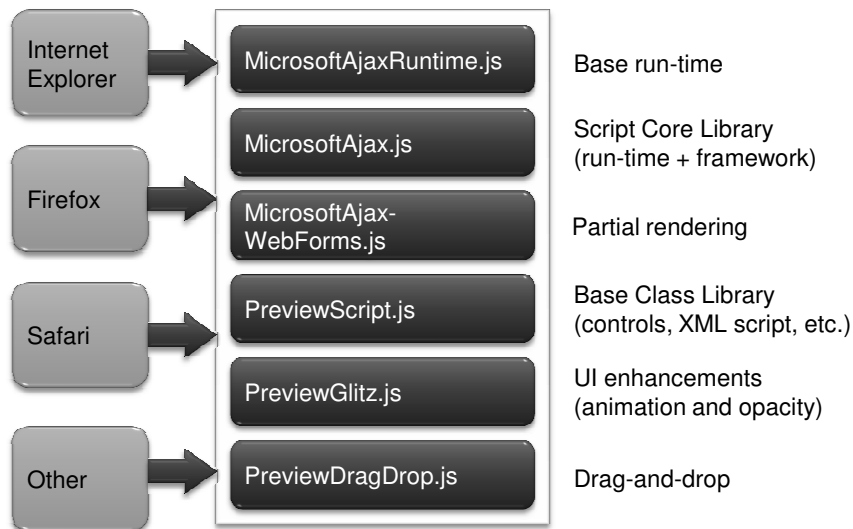 Internet
Explorer
MicrosoftAjaxRuntime.js
Base run-time
MicrosoftAjax.js
Script Core Library
(run-time + framework)
Firefox
MicrosoftAjax-
WebForms.js
Partial rendering
Safari
PreviewScript.js
Base Class Library
(controls, XML script, etc.)
PreviewGlitz.js
UI enhancements
(animation and opacity)
Other
PreviewDragDrop.js
Drag-and-drop